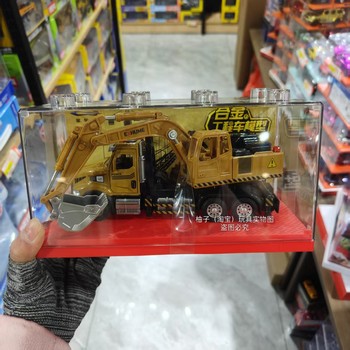 合金
工程车模型
柚子（淘宝）玩具实物图
盗图必究